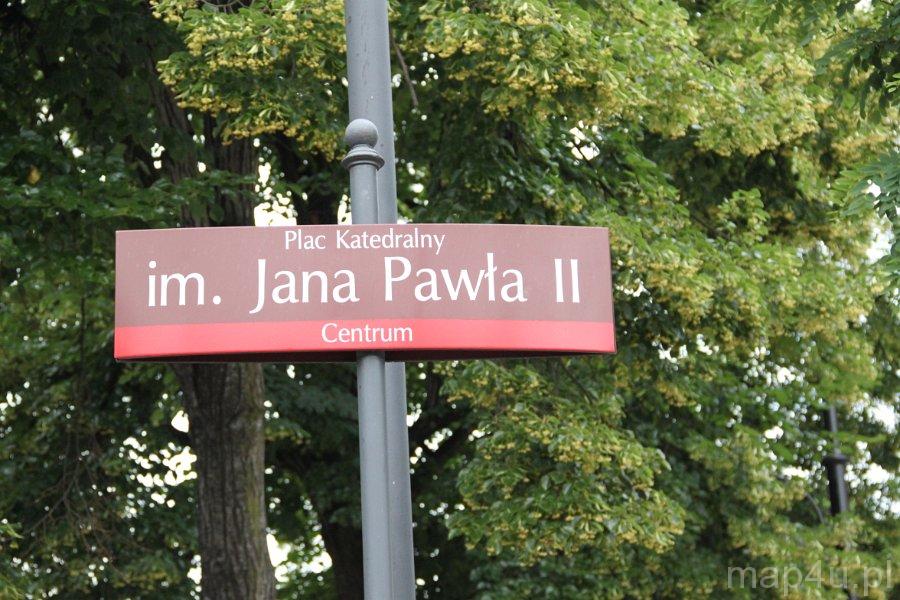 Plac Katedralny
im. Jana Pawła II
Centrum
map4u.pl